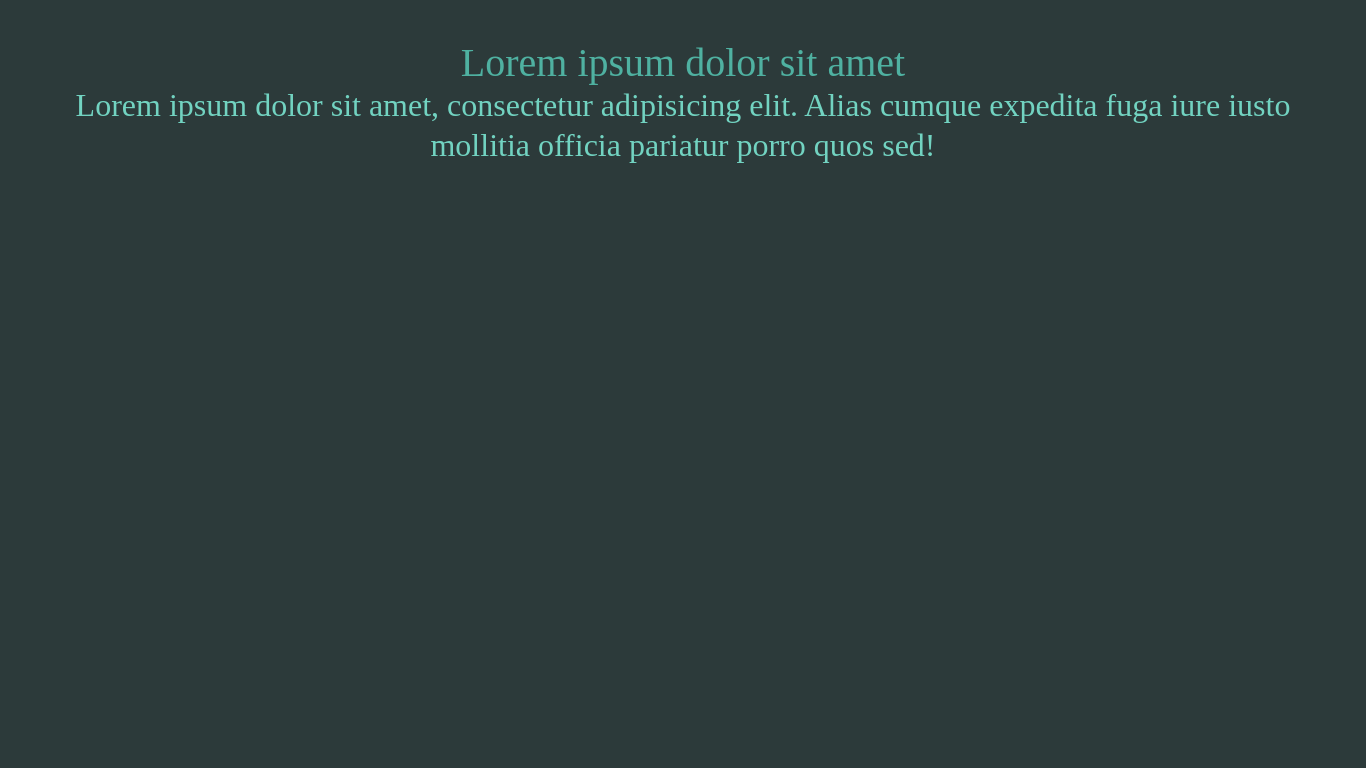 Lorem ipsum dolor sit amet
Lorem ipsum dolor sit amet, consectetur adipisicing elit. Alias cumque expedita fuga iure iusto
mollitia officia pariatur porro quos sed!